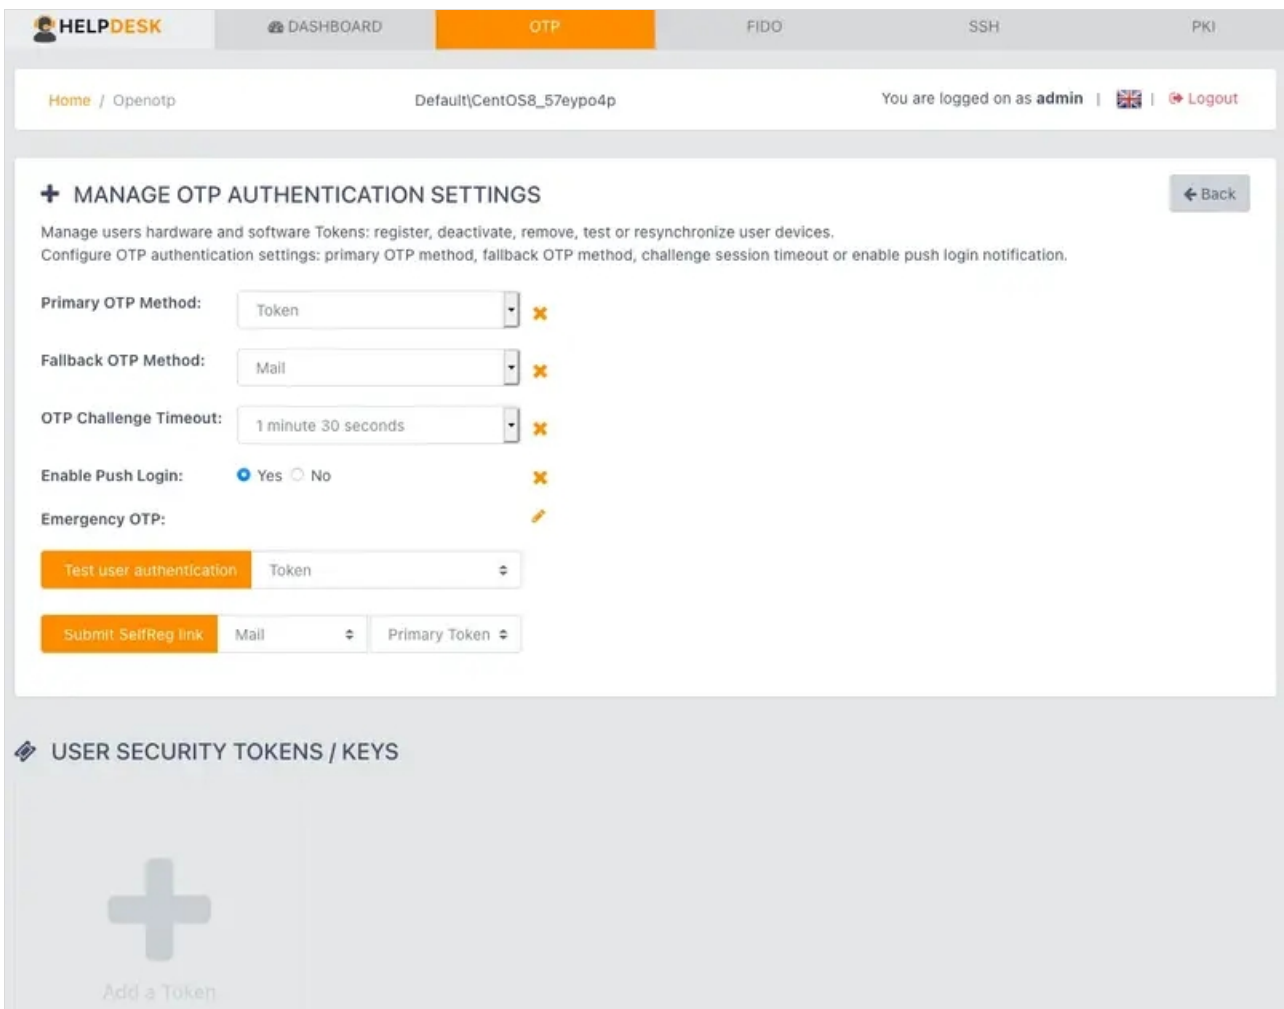 HELPDESK DASHBOARD OTP FIDO SSH PKI
Home / Openotp Default\CentOS8_57eypo4p You are logged on as admin | | Logout
MANAGE OTP AUTHENTICATION SETTINGS Back
Manage users hardware and software Tokens: register, deactivate, remove, test or resynchronize user devices.
Configure OTP authentication settings: primary OTP method, fallback OTP method, challenge session timeout or enable push login notification.
Primary OTP Method: Token
Fallback OTP Method: Mail
OTP Challenge Timeout: 1 minute 30 seconds
Enable Push Login: Yes No
Emergency OTP:
Test user authentication Token
Submit SelfReg link Mail Primary Token
USER SECURITY TOKENS / KEYS
Add a Token